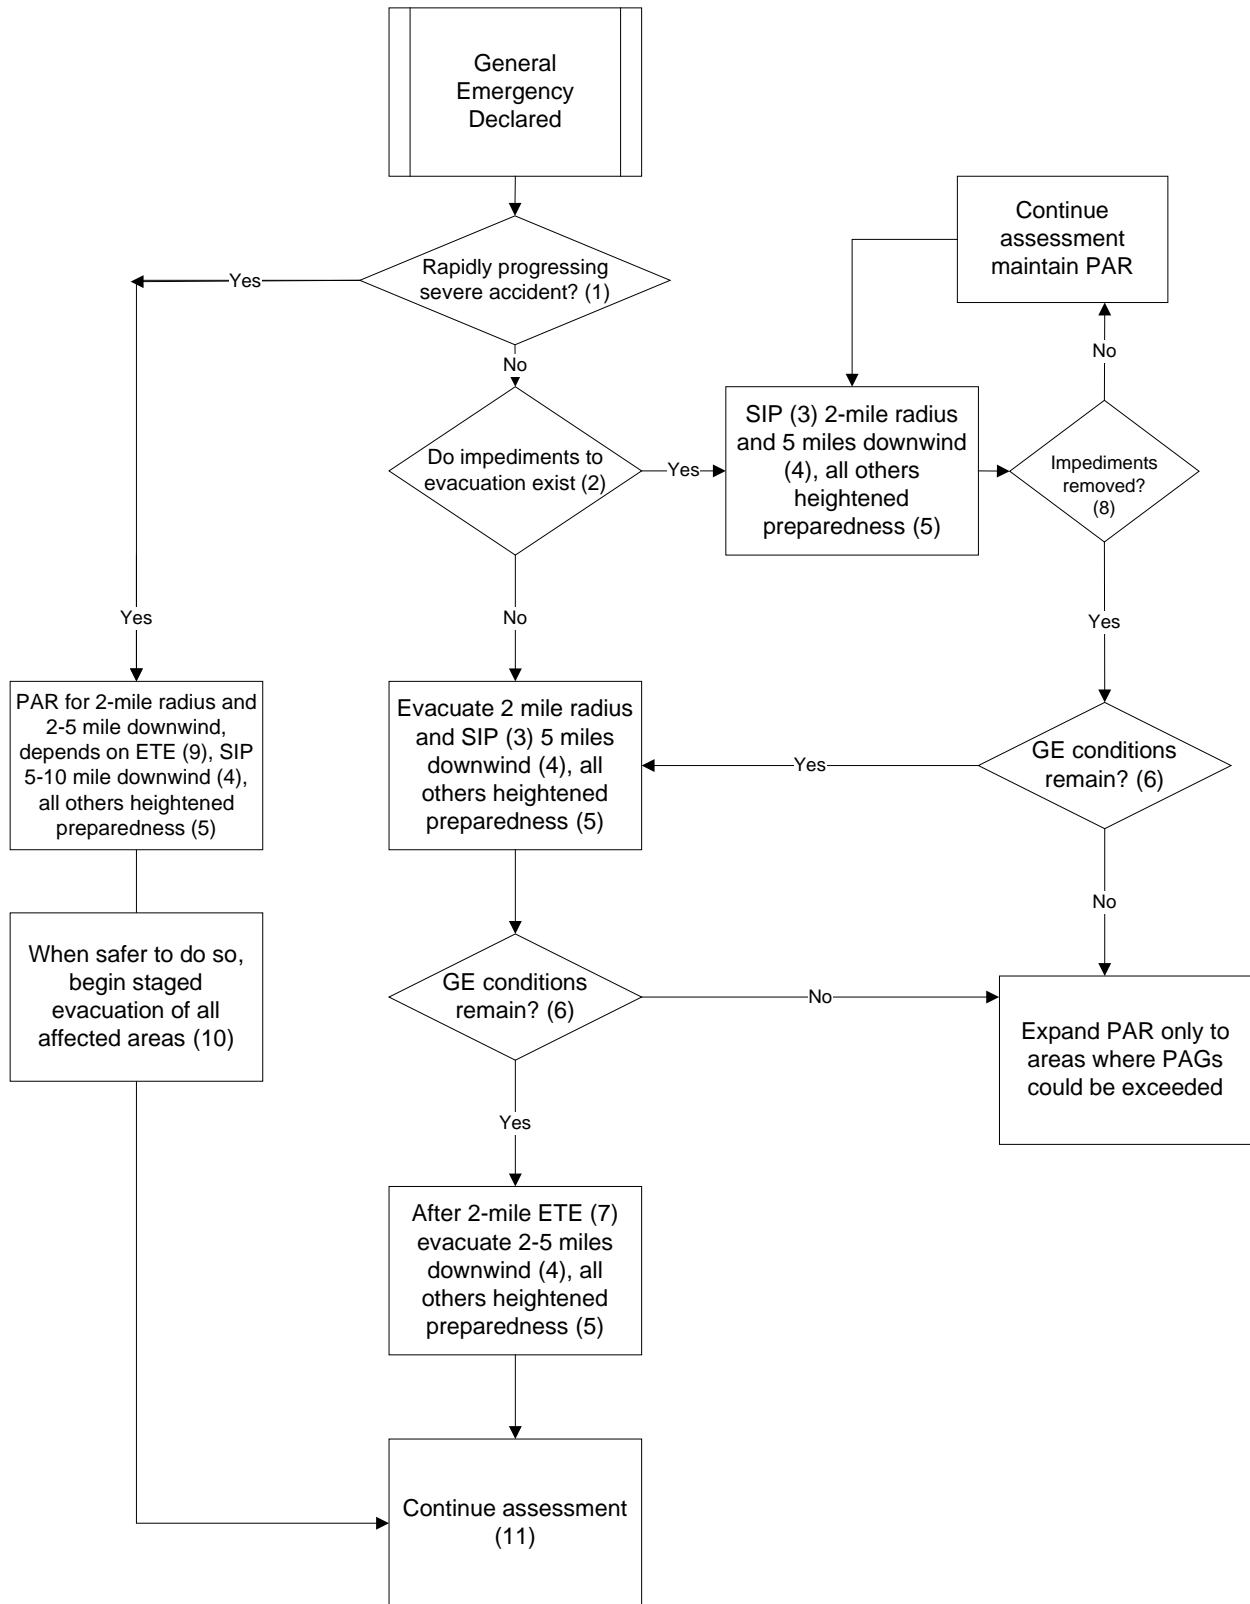 General
Emergency
Declared
Rapidly progressing
severe accident? (1)
Yes
No
Continue
assessment
maintain PAR
No
Do impediments to
evacuation exist (2)
Yes
SIP (3) 2-mile radius
and 5 miles downwind
(4), all others
heightened
preparedness (5)
Impediments
removed?
(8)
Yes
No
Yes
PAR for 2-mile radius and
2-5 mile downwind,
depends on ETE (9), SIP
5-10 mile downwind (4),
all others heightened
preparedness (5)
Evacuate 2 mile radius
and SIP (3) 5 miles
downwind (4), all
others heightened
preparedness (5)
Yes
GE conditions
remain? (6)
No
When safer to do so,
begin staged
evacuation of all
affected areas (10)
GE conditions
remain? (6)
No
Expand PAR only to
areas where PAGs
could be exceeded
Yes
After 2-mile ETE (7)
evacuate 2-5 miles
downwind (4), all
others heightened
preparedness (5)
Continue assessment
(11)